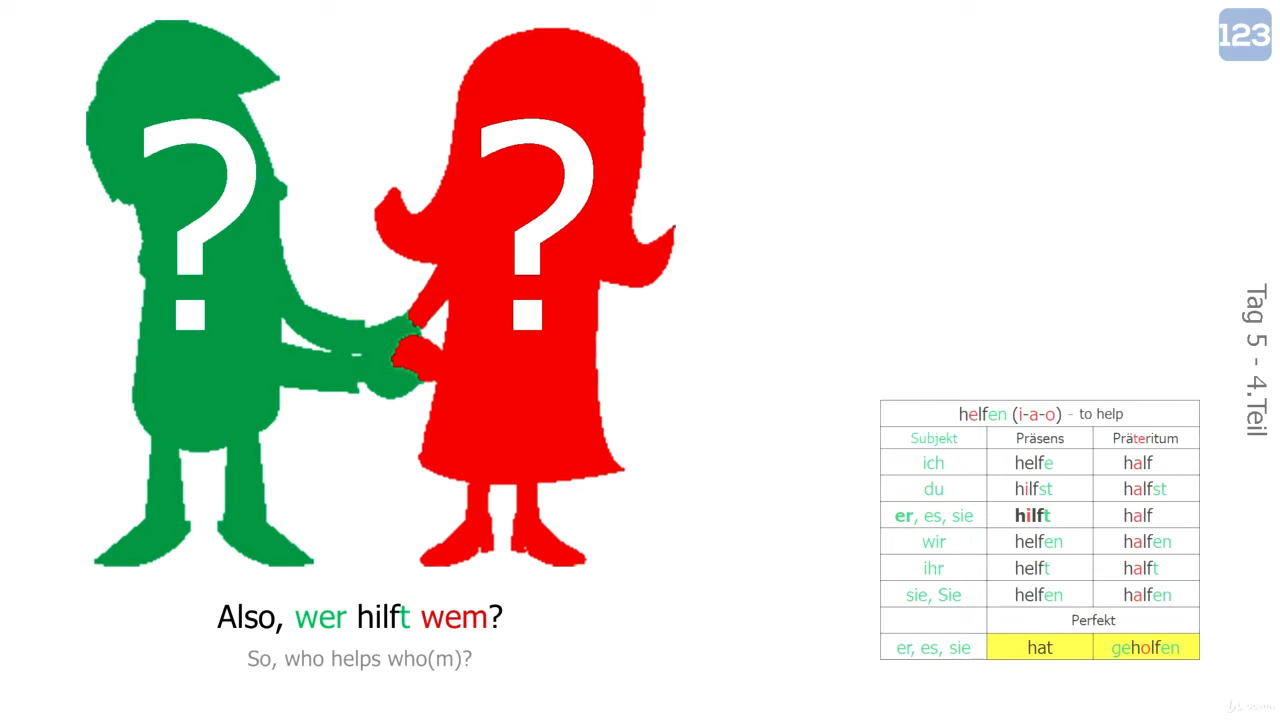 123
?
?
Also, wer hilft wem?
So, who helps who(m)?
Tag 5 - 4.Teil
helfen (i-a-o) - to help
Subjekt Präsens Präteritum
ich helfe half
du hilfst halfst
er, es, sie hilft half
wir helfen halfen
ihr helft halft
sie, Sie helfen halfen
Perfekt
er, es, sie hat geholfen